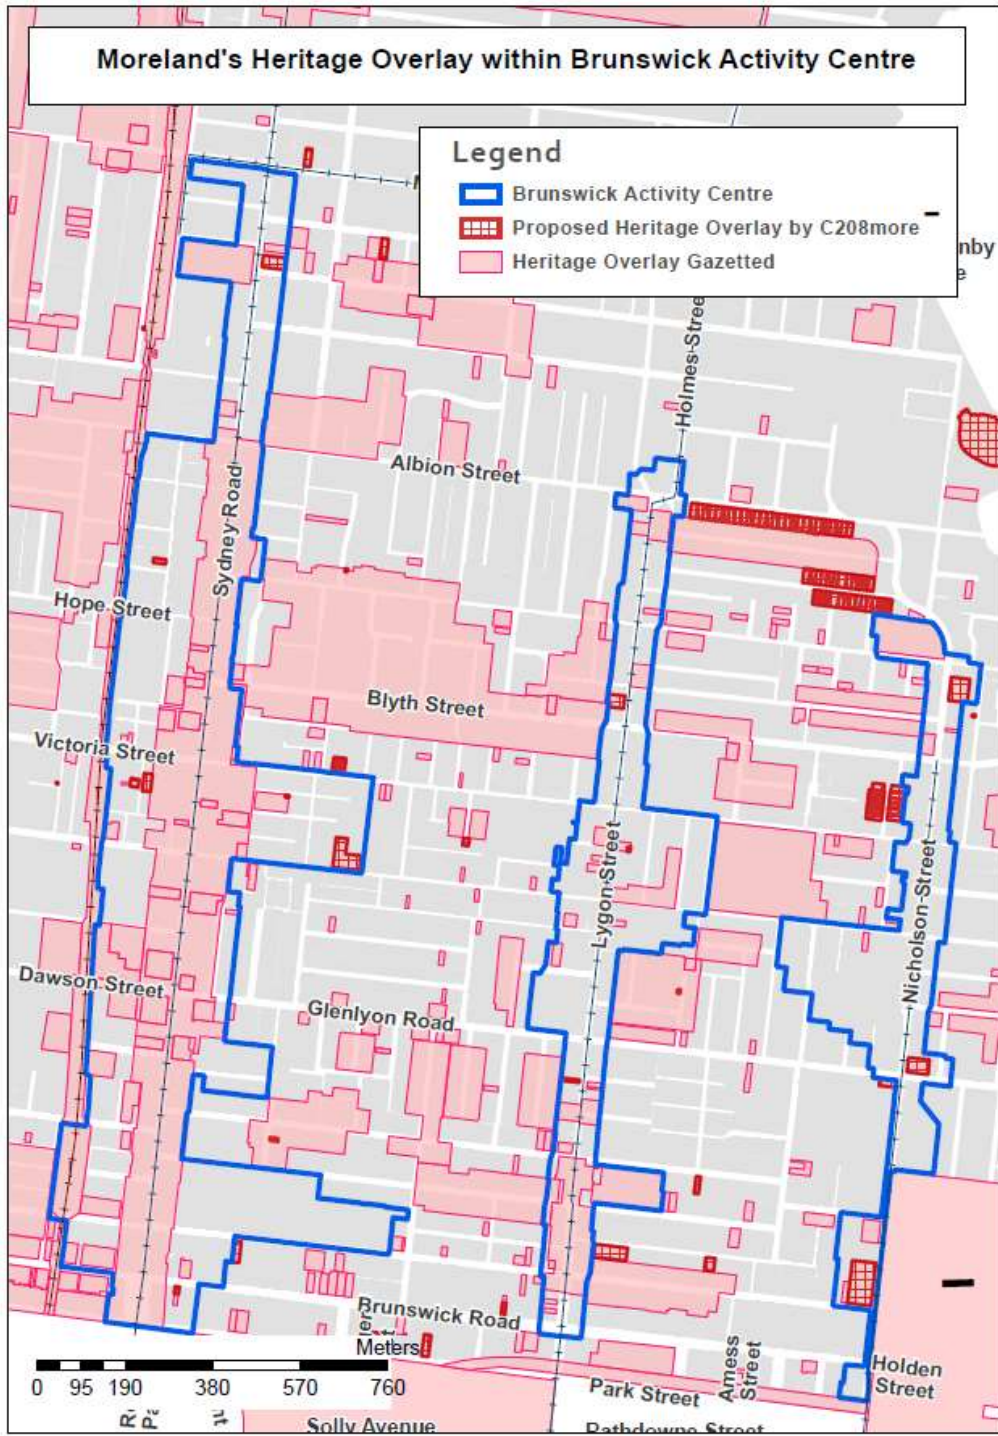 Moreland's Heritage Overlay within Brunswick Activity Centre
Legend
Brunswick Activity Centre
Proposed Heritage Overlay by C208more
Heritage Overlay Gazetted
nby
e
Holmes Stree
Albion Street
Sydney Road
Hope Street
Blyth Street
Victoria Street
Lygon Street
Nicholson Street
Dawson Street
Glenlyon Road
Brunswick Road
Meters
0 95 190 380 570 760
Amess
Street
Holden
Street
Park Street
Solly Avenue
Rathdowne Street